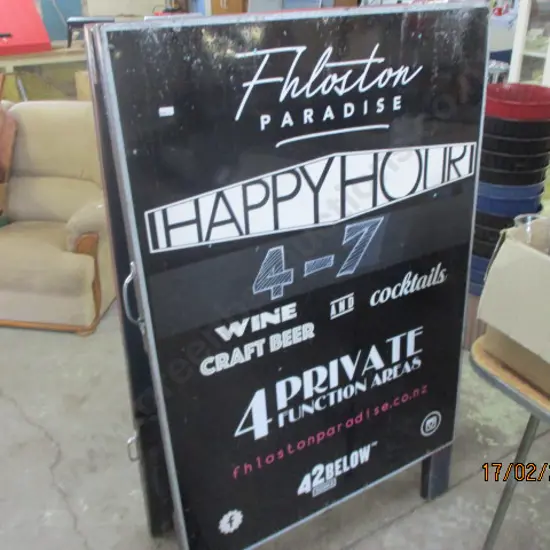 Fhloston
PARADISE
HAPPY HOUR
4-7
WINE AND cocktails
CRAFT BEER
4 PRIVATE
FUNCTION AREAS
fhlostonparadise.co.nz
42BELOW
17/02/2